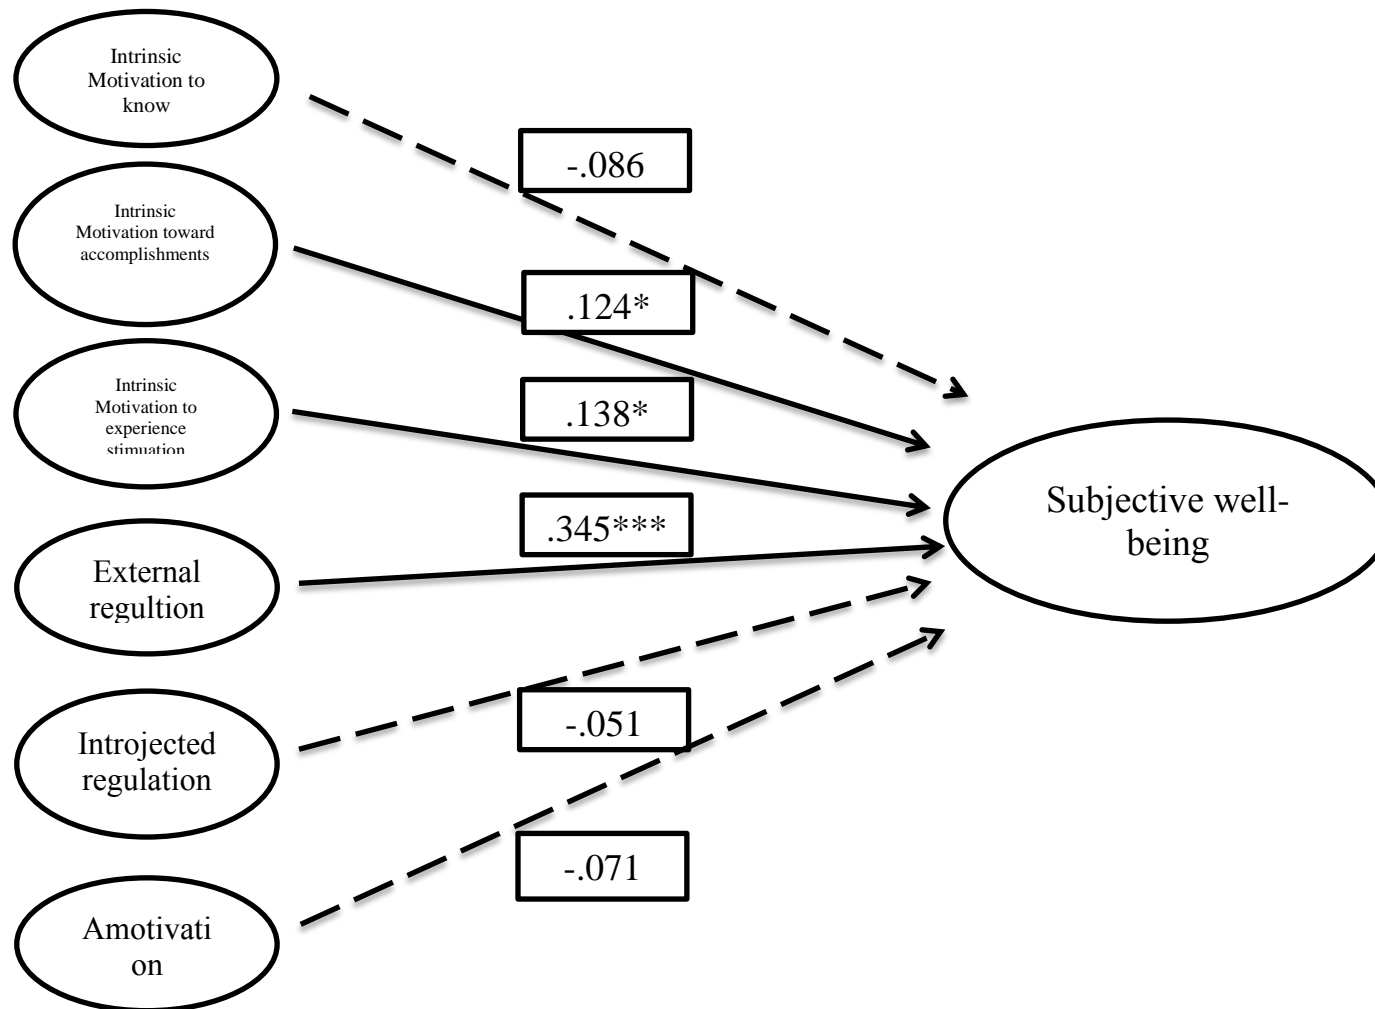 Intrinsic
Motivation to
know
-.086
Intrinsic
Motivation toward
accomplishments
.124*
Intrinsic
Motivation to
experience
stimuation
.138*
.345***
Subjective well-
being
External
regultion
-.051
Introjected
regulation
-.071
Amotivati
on